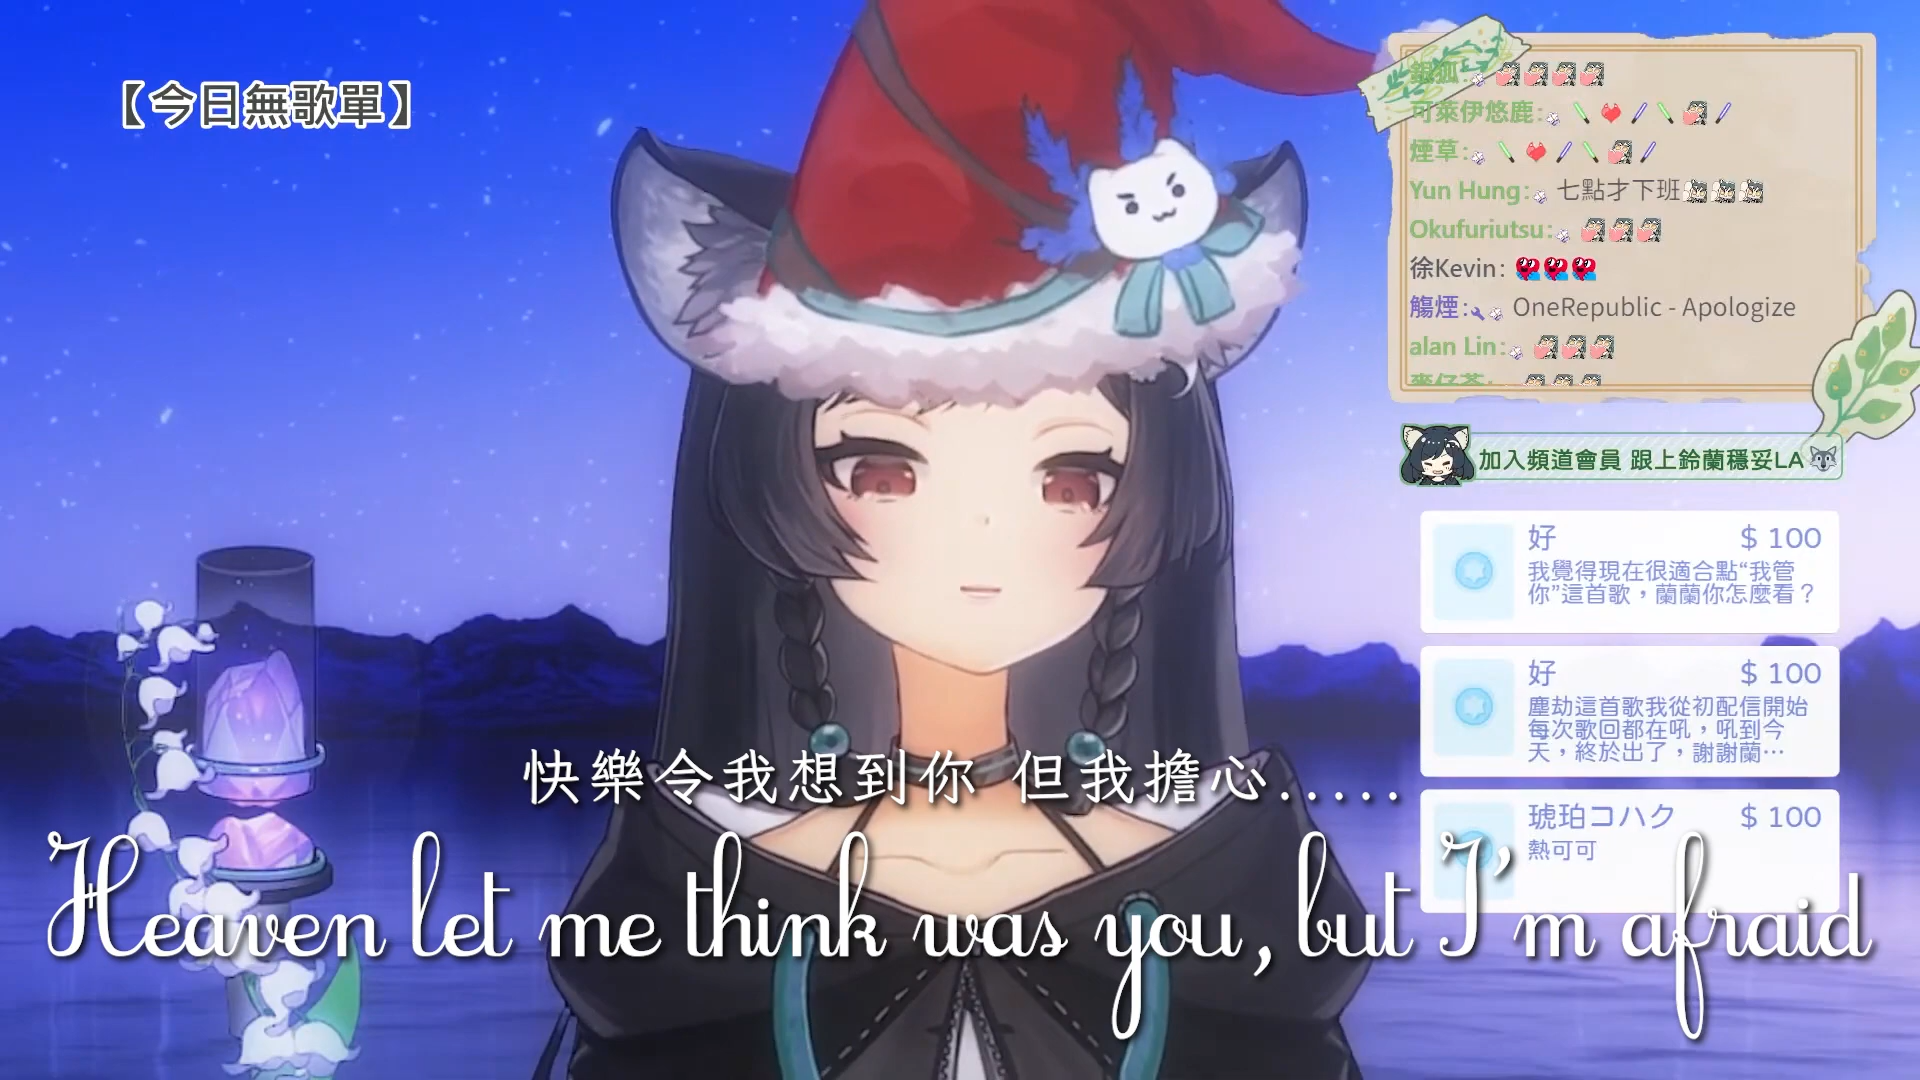 【今日無歌單】
銀狐:
可萊伊悠鹿:
煙草:
Yun Hung: 七點才下班
Okufuriutsu:
徐Kevin:
觴煙: OneRepublic - Apologize
alan Lin:
加入頻道會員 跟上鈴蘭穩妥LA
好 $ 100
我覺得現在很適合點“我管
你”這首歌，蘭蘭你怎麼看？
好 $ 100
塵劫這首歌我從初配信開始
每次歌回都在吼，吼到今
天，終於出了，謝謝蘭…
琥珀コハク $ 100
熱可可
快樂令我想到你 但我擔心.....
Heaven let me think was you, but I'm afraid